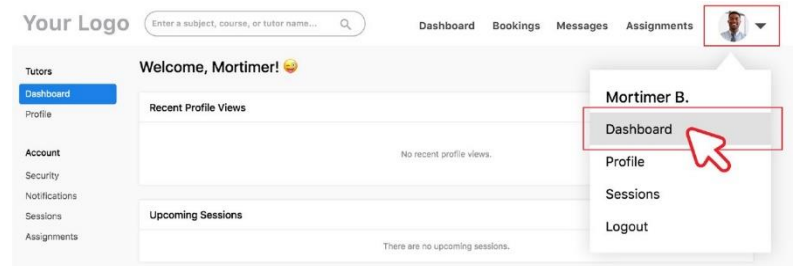 Your Logo
Enter a subject, course, or tutor name...
Dashboard Bookings Messages Assignments
Tutors
Dashboard
Profile
Account
Security
Notifications
Sessions
Assignments
Welcome, Mortimer! 😜
Recent Profile Views
No recent profile views.
Upcoming Sessions
There are no upcoming sessions.
Mortimer B.
Dashboard
Profile
Sessions
Logout